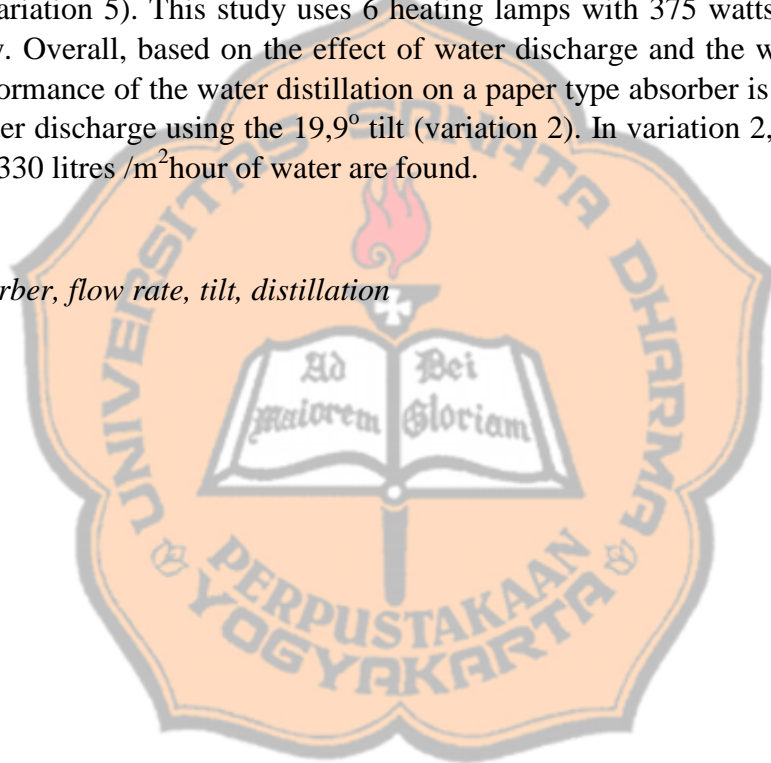 variation 5). This study uses 6 heating lamps with 375 watts
y. Overall, based on the effect of water discharge and the w
ormance of the water distillation on a paper type absorber is
er discharge using the 19,9° tilt (variation 2). In variation 2,
330 litres /m²hour of water are found.
rber, flow rate, tilt, distillation
UNIVERSITAS SANATA DHARMA
Ad Dei
Maiorem Gloriam
PERPUSTAKAAN
YOGYAKARTA